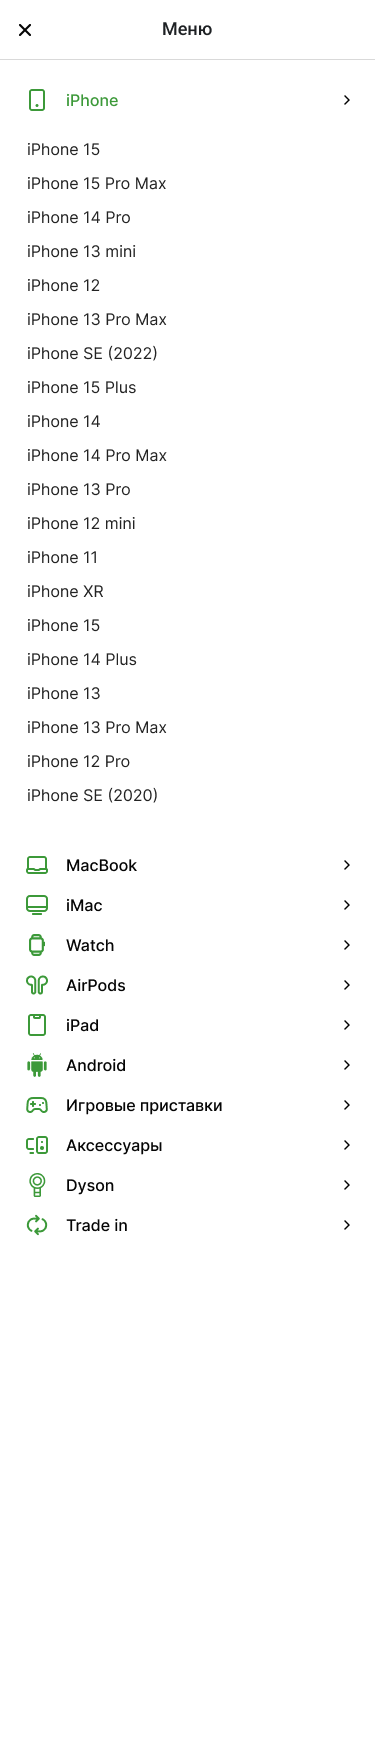 Меню
iPhone
iPhone 15
iPhone 15 Pro Max
iPhone 14 Pro
iPhone 13 mini
iPhone 12
iPhone 13 Pro Max
iPhone SE (2022)
iPhone 15 Plus
iPhone 14
iPhone 14 Pro Max
iPhone 13 Pro
iPhone 12 mini
iPhone 11
iPhone XR
iPhone 15
iPhone 14 Plus
iPhone 13
iPhone 13 Pro Max
iPhone 12 Pro
iPhone SE (2020)
MacBook
iMac
Watch
AirPods
iPad
Android
Игровые приставки
Аксессуары
Dyson
Trade in